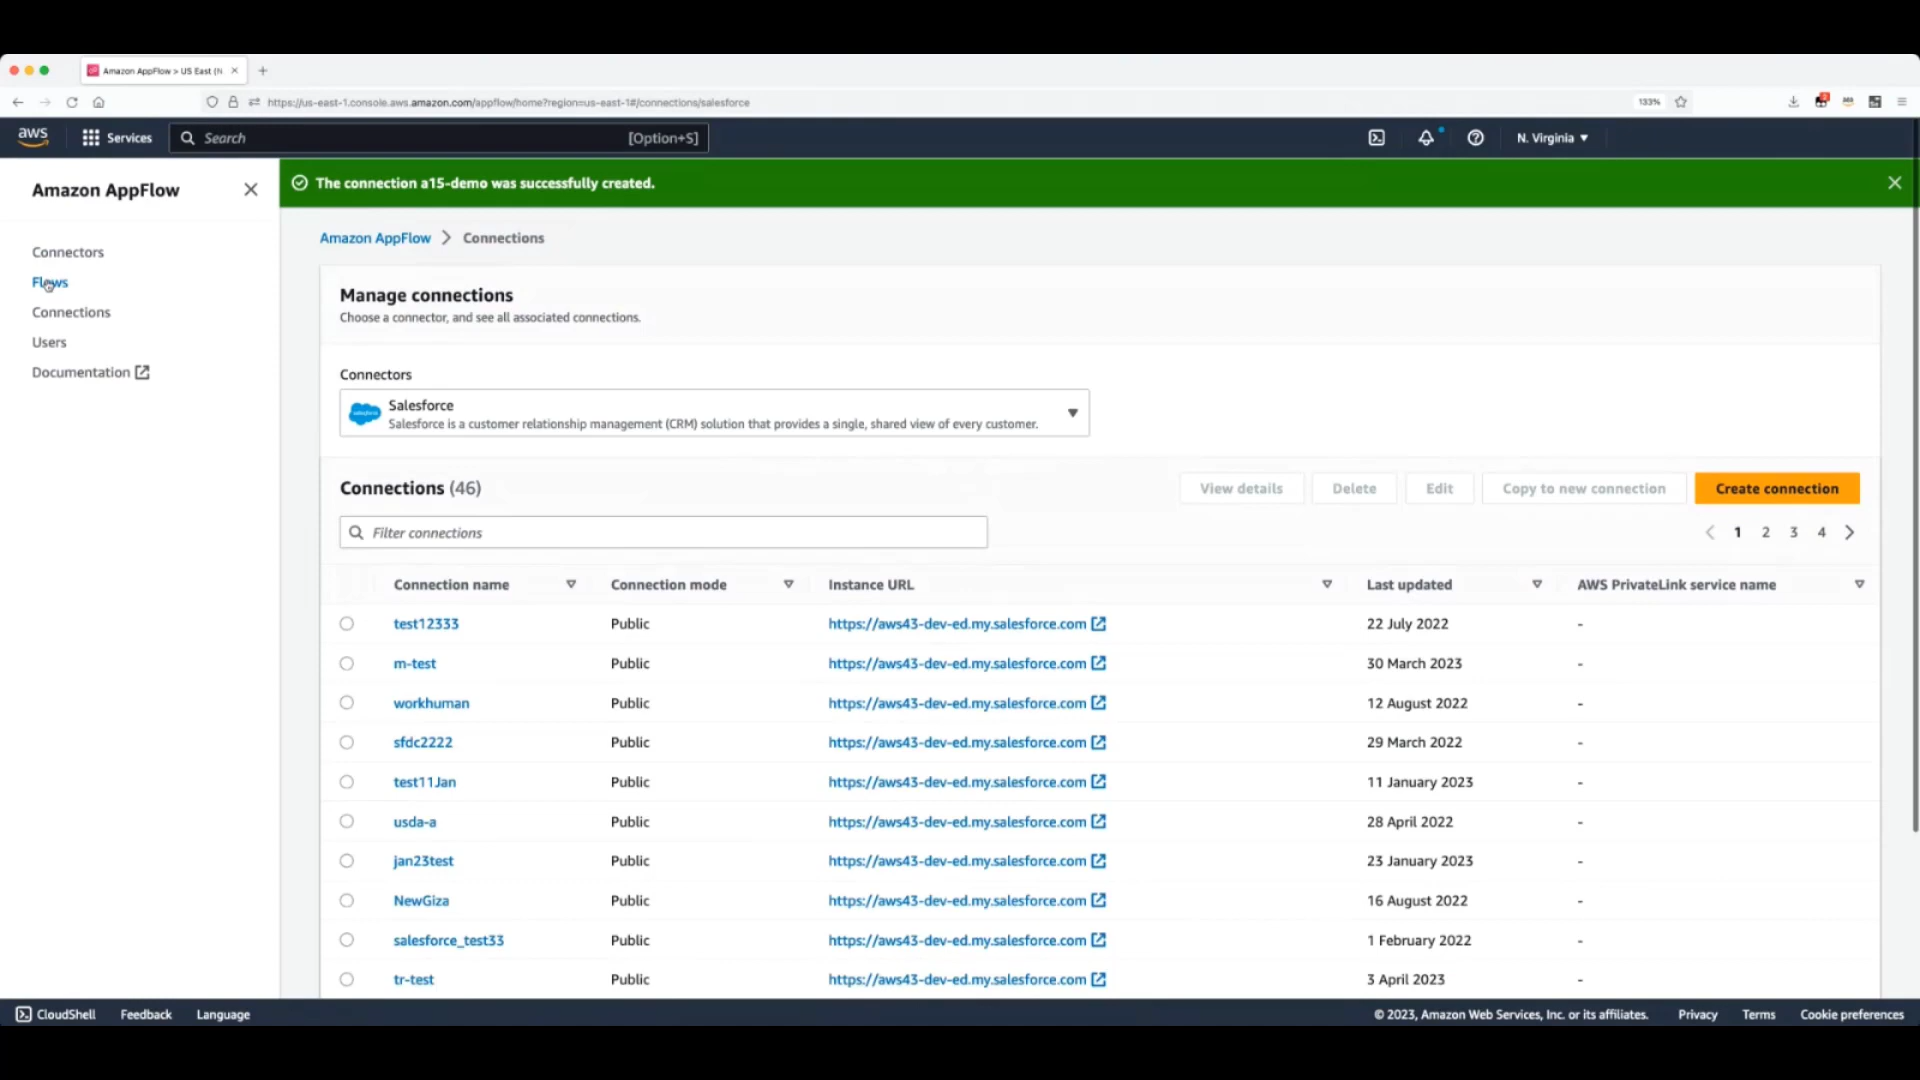 Amazon AppFlow > US East (N
https://us-east-1.console.aws.amazon.com/appflow/home?region=us-east-1#/connections/salesforce
133%
aws
Services
Search
[Option+S]
N. Virginia
Amazon AppFlow
Connectors
Flows
Connections
Users
Documentation
The connection a15-demo was successfully created.
Amazon AppFlow
Connections
Manage connections
Choose a connector, and see all associated connections.
Connectors
Salesforce
Salesforce is a customer relationship management (CRM) solution that provides a single, shared view of every customer.
Connections (46)
View details
Delete
Edit
Copy to new connection
Create connection
Filter connections
1 2 3 4
Connection name Connection mode Instance URL Last updated AWS PrivateLink service name
test12333 Public https://aws43-dev-ed.my.salesforce.com 22 July 2022 -
m-test Public https://aws43-dev-ed.my.salesforce.com 30 March 2023 -
workhuman Public https://aws43-dev-ed.my.salesforce.com 12 August 2022 -
sfdc2222 Public https://aws43-dev-ed.my.salesforce.com 29 March 2022 -
test11Jan Public https://aws43-dev-ed.my.salesforce.com 11 January 2023 -
usda-a Public https://aws43-dev-ed.my.salesforce.com 28 April 2022 -
jan23test Public https://aws43-dev-ed.my.salesforce.com 23 January 2023 -
NewGiza Public https://aws43-dev-ed.my.salesforce.com 16 August 2022 -
salesforce_test33 Public https://aws43-dev-ed.my.salesforce.com 1 February 2022 -
tr-test Public https://aws43-dev-ed.my.salesforce.com 3 April 2023 -
CloudShell
Feedback
Language
© 2023, Amazon Web Services, Inc. or its affiliates.
Privacy
Terms
Cookie preferences